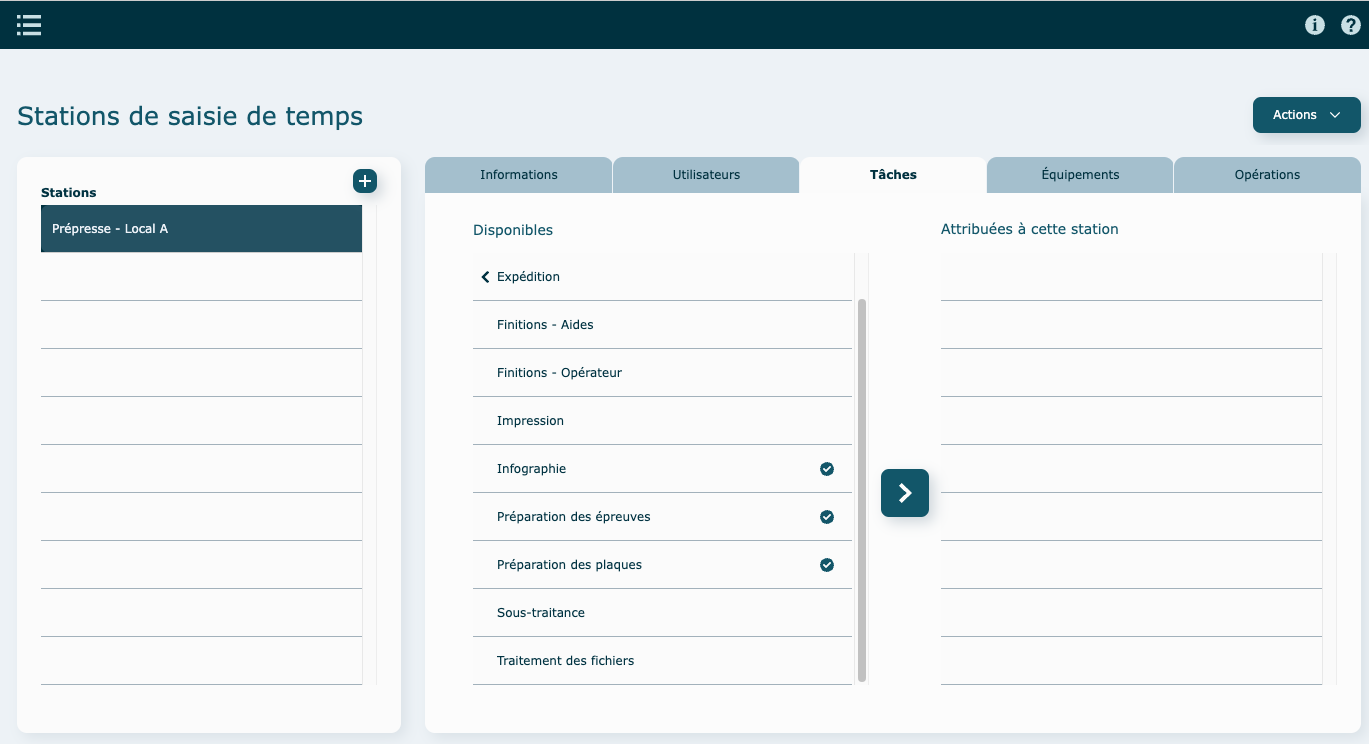 Stations de saisie de temps
Actions
Stations
Prépresse - Local A
Informations
Utilisateurs
Tâches
Équipements
Opérations
Disponibles
Expédition
Finitions - Aides
Finitions - Opérateur
Impression
Infographie
Préparation des épreuves
Préparation des plaques
Sous-traitance
Traitement des fichiers
Attribuées à cette station